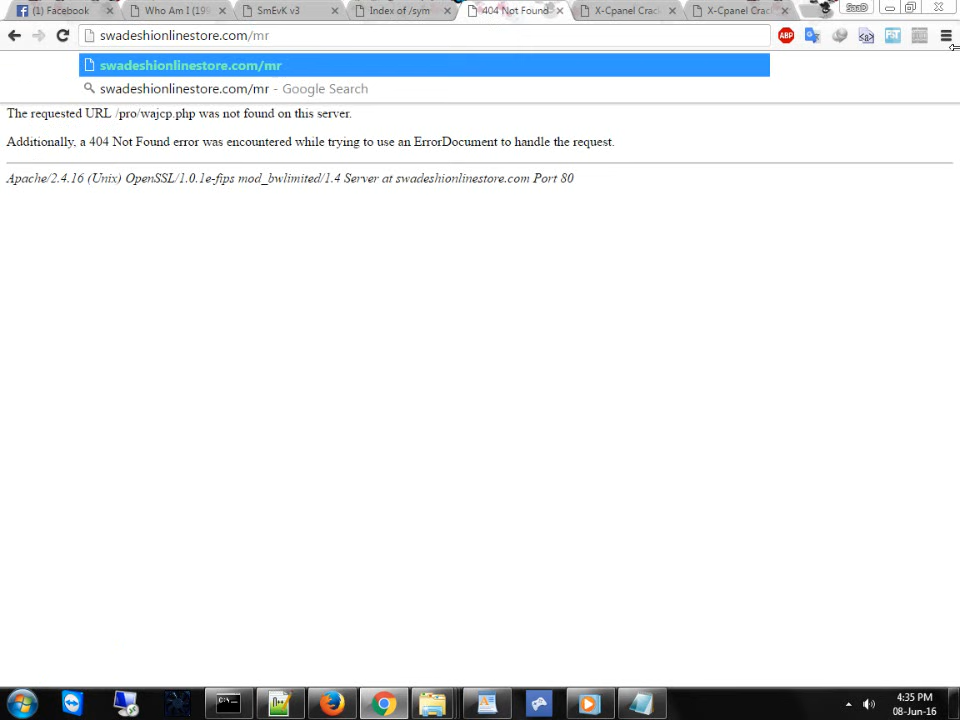 (1) Facebook
Who Am I (199
SmEvK v3
Index of /sym
404 Not Found
X-Cpanel Crac
X-Cpanel Crac
SaaD
swadeshionlinestore.com/mr
ABP
swadeshionlinestore.com/mr
swadeshionlinestore.com/mr - Google Search
The requested URL /pro/wajcp.php was not found on this server.
Additionally, a 404 Not Found error was encountered while trying to use an ErrorDocument to handle the request.
Apache/2.4.16 (Unix) OpenSSL/1.0.1e-fips mod_bwlimited/1.4 Server at swadeshionlinestore.com Port 80
4:35 PM
08-Jun-16